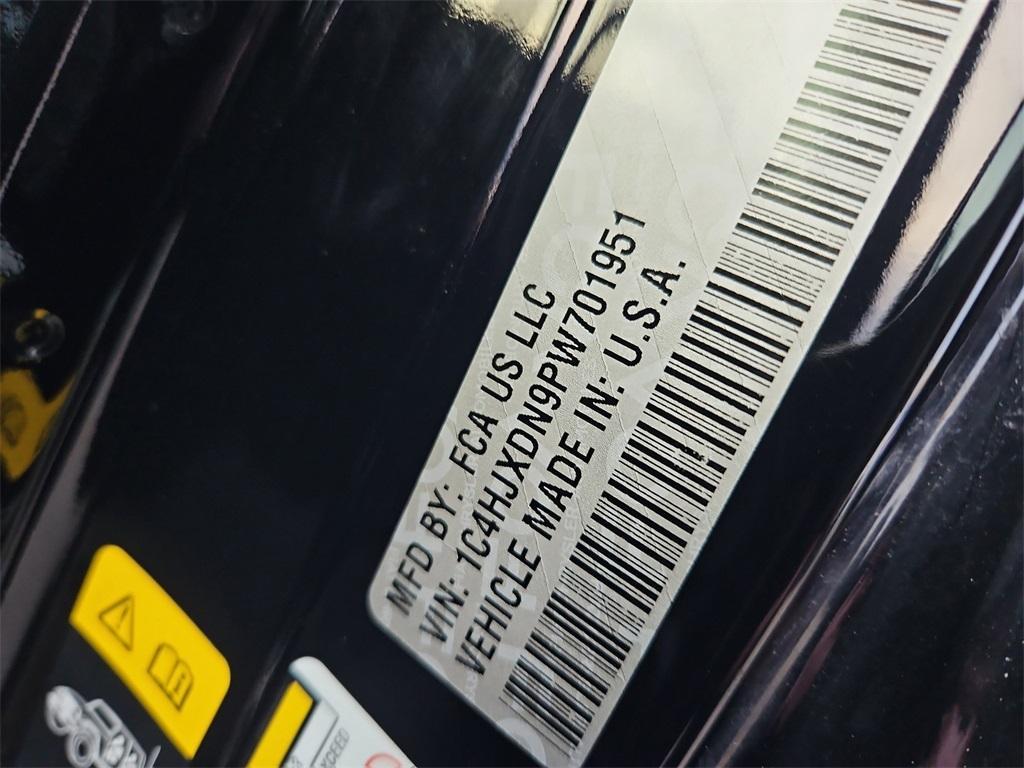 MFD BY: FCA US LLC
VIN: 1C4HJXDN9PW701951
VEHICLE MADE IN: U.S.A.